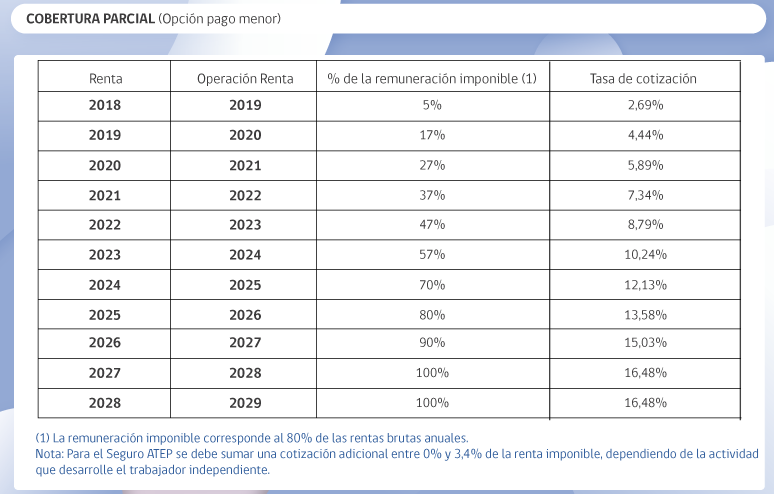 COBERTURA PARCIAL (Opción pago menor)
Renta Operación Renta % de la remuneración imponible (1) Tasa de cotización
2018 2019 5% 2,69%
2019 2020 17% 4,44%
2020 2021 27% 5,89%
2021 2022 37% 7,34%
2022 2023 47% 8,79%
2023 2024 57% 10,24%
2024 2025 70% 12,13%
2025 2026 80% 13,58%
2026 2027 90% 15,03%
2027 2028 100% 16,48%
2028 2029 100% 16,48%
(1) La remuneración imponible corresponde al 80% de las rentas brutas anuales.
Nota: Para el Seguro ATEP se debe sumar una cotización adicional entre 0% y 3,4% de la renta imponible, dependiendo de la actividad
que desarrolle el trabajador independiente.